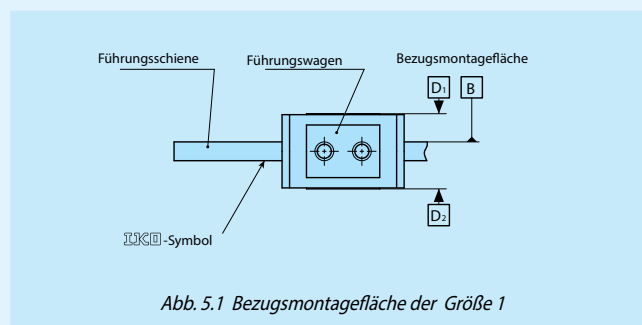 Führungsschiene Führungswagen Bezugsmontagefläche
D₁ B
D₂
IKO-Symbol
Abb. 5.1 Bezugsmontagefläche der Größe 1